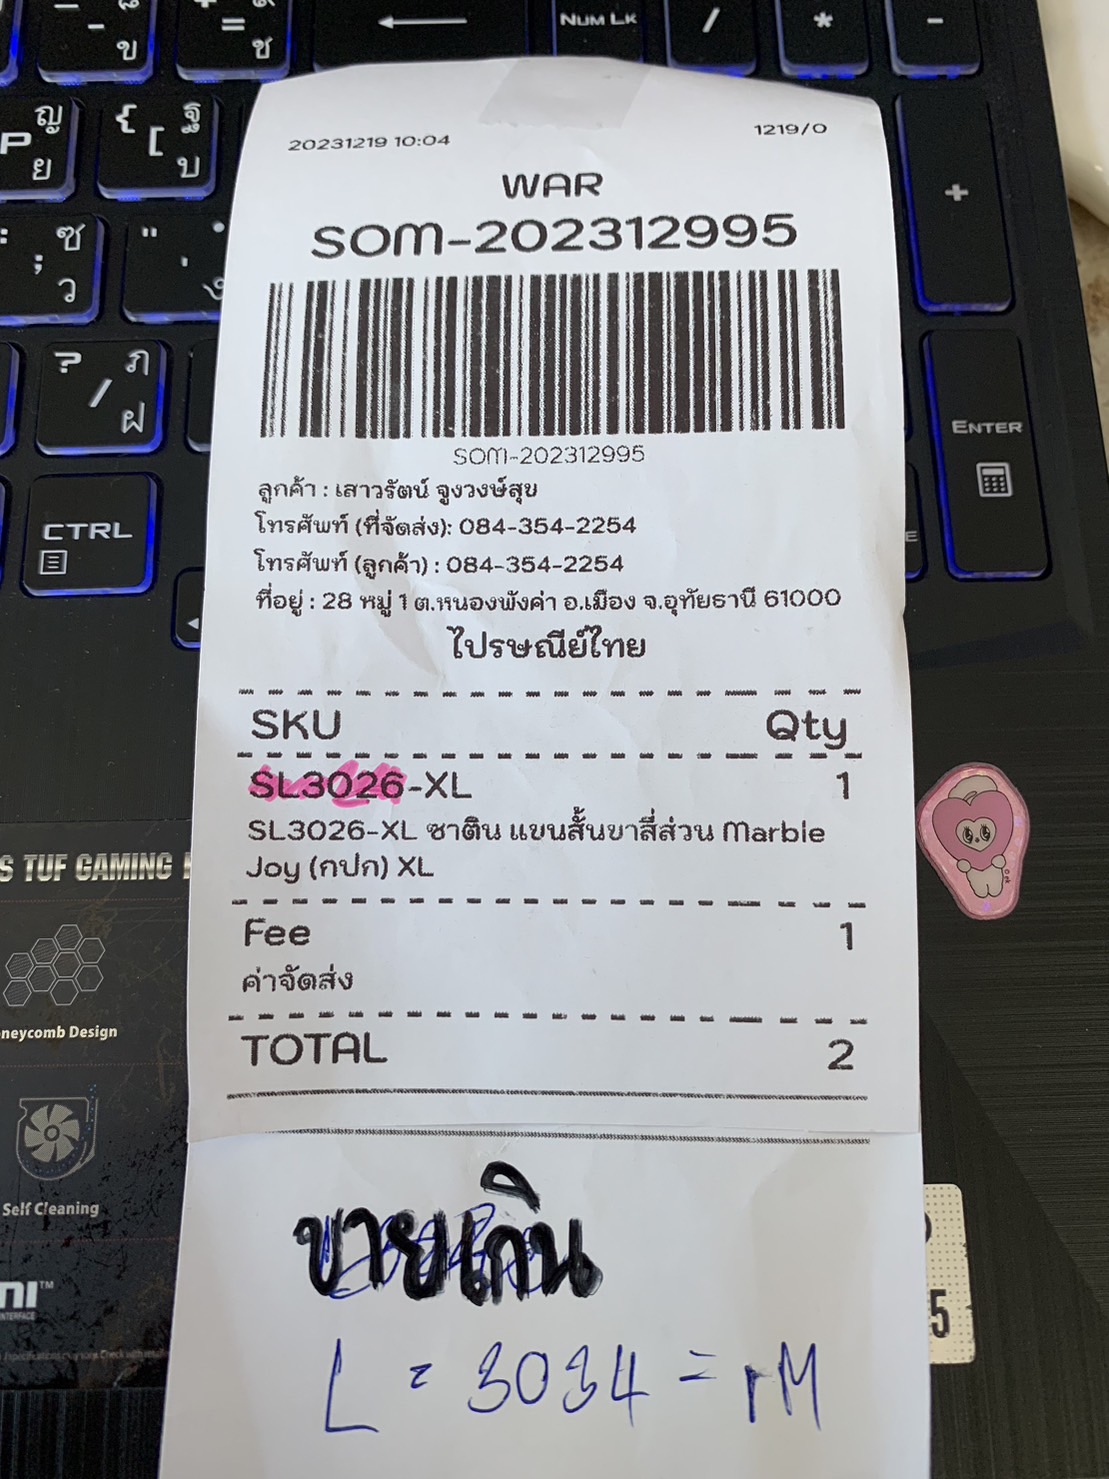 NUM LK
/
*
-
-
ข
=
ช
P
ญ
ย
{
[
ฐ
บ
+
:
;
ซ
ว
"
'
?
/
ภ
ฝ
ENTER
CTRL
20231219 10:04
1219/0
WAR
SOM-202312995
SOM-202312995
ลูกค้า : เสาวรัตน์ จูงวงษ์สุข
โทรศัพท์ (ที่จัดส่ง): 084-354-2254
โทรศัพท์ (ลูกค้า) : 084-354-2254
ที่อยู่ : 28 หมู่ 1 ต.หนองพังค่า อ.เมือง จ.อุทัยธานี 61000
ไปรษณีย์ไทย
SKU Qty
SL3026-XL 1
SL3026-XL ซาติน แขนสั้นขาสี่ส่วน Marble
Joy (กปก) XL
Fee 1
ค่าจัดส่ง
TOTAL 2
ขายเกิน
L = 3034 = rM
S TUF GAMING
neycomb Design
Self Cleaning
5